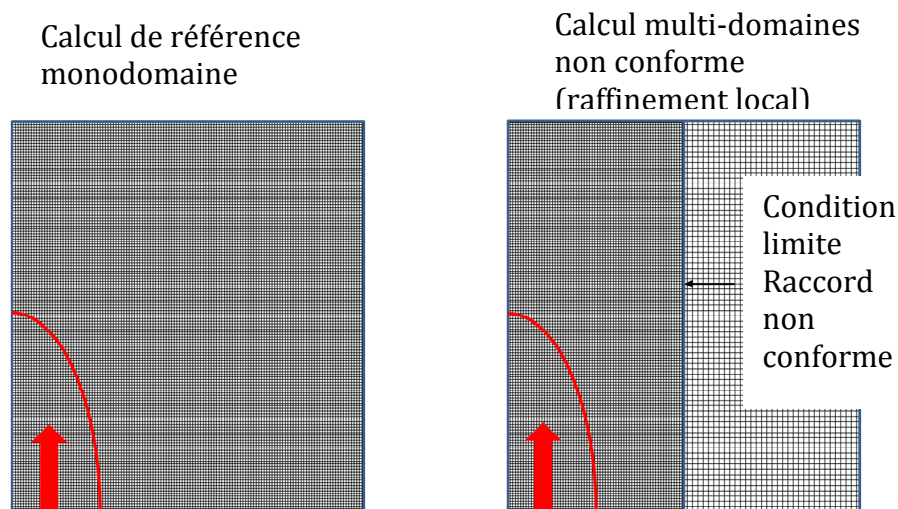 Calcul de référence
monodomaine
Calcul multi-domaines
non conforme
(raffinement local)
Condition
limite
Raccord
non
conforme